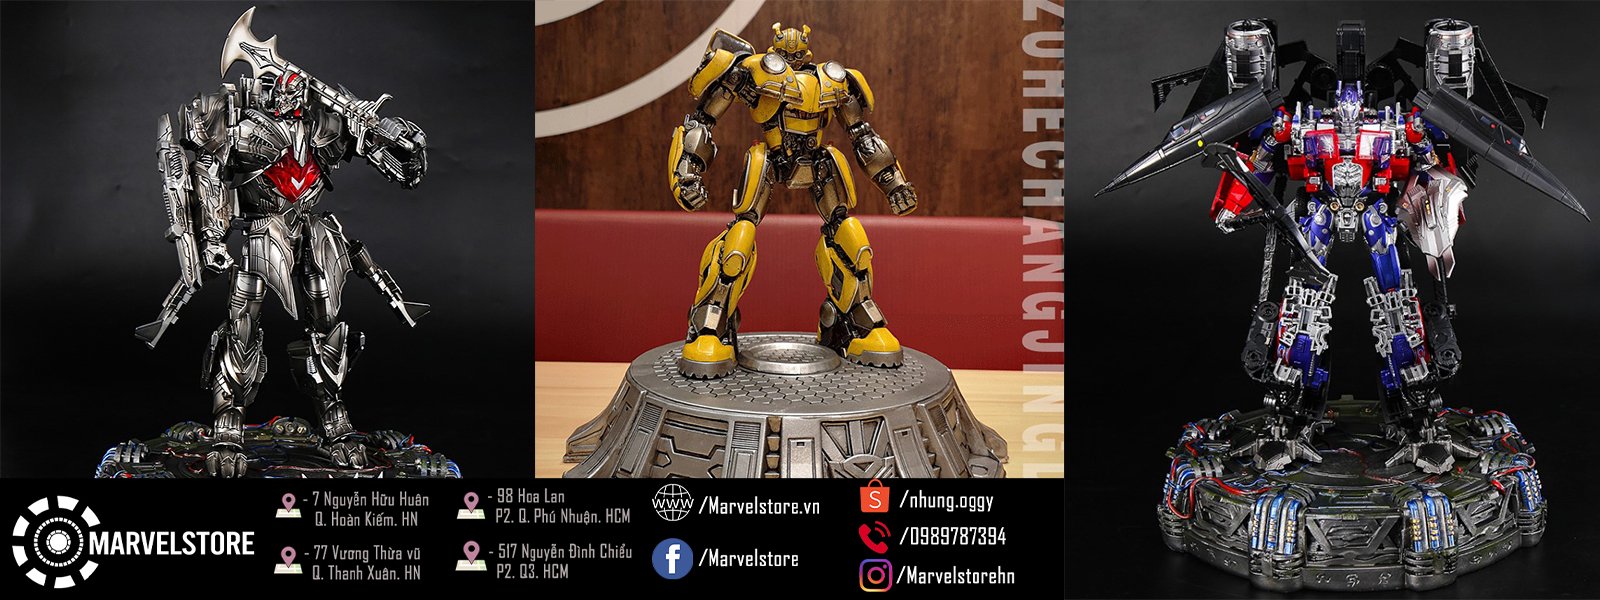 ZUHECHANGJINGL
MARVELSTORE
- 7 Nguyễn Hữu Huân
Q. Hoàn Kiếm. HN
- 77 Vương Thừa vũ
Q. Thanh Xuân. HN
- 98 Hoa Lan
P2. Q. Phú Nhuận. HCM
- 517 Nguyễn Đình Chiểu
P2. Q3. HCM
WWW
/Marvelstore.vn
f
/Marvelstore
S
/nhung.oggy
/0989787394
/Marvelstorehn